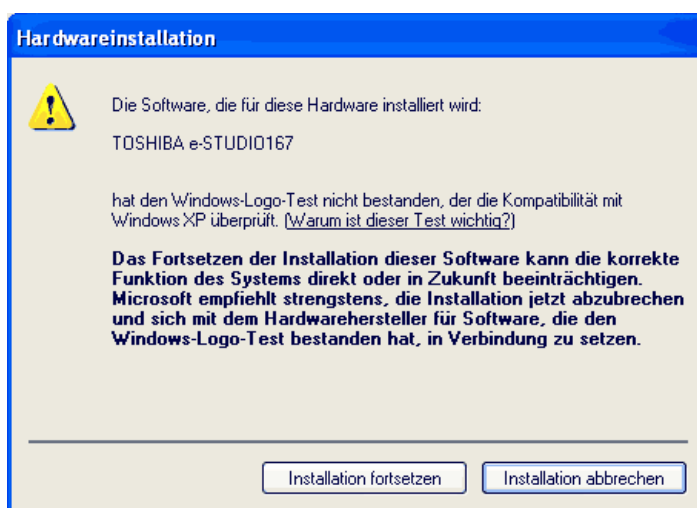 Hardwareinstallation
Die Software, die für diese Hardware installiert wird:
TOSHIBA e-STUDIO167
hat den Windows-Logo-Test nicht bestanden, der die Kompatibilität mit
Windows XP überprüft. (Warum ist dieser Test wichtig?)
Das Fortsetzen der Installation dieser Software kann die korrekte
Funktion des Systems direkt oder in Zukunft beeinträchtigen.
Microsoft empfiehlt strengstens, die Installation jetzt abzubrechen
und sich mit dem Hardwarehersteller für Software, die den
Windows-Logo-Test bestanden hat, in Verbindung zu setzen.
Installation fortsetzen Installation abbrechen